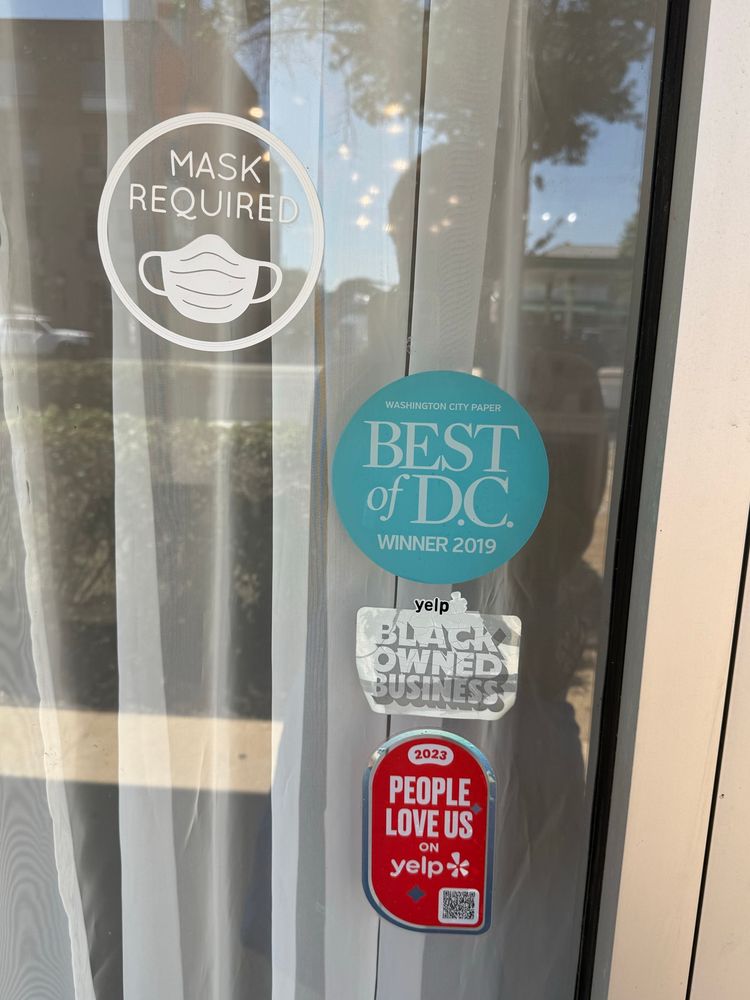 MASK
REQUIRED
WASHINGTON CITY PAPER
BEST
of D.C.
WINNER 2019
yelp
BLACK
OWNED
BUSINESS
2023
PEOPLE
LOVE US
ON
yelp